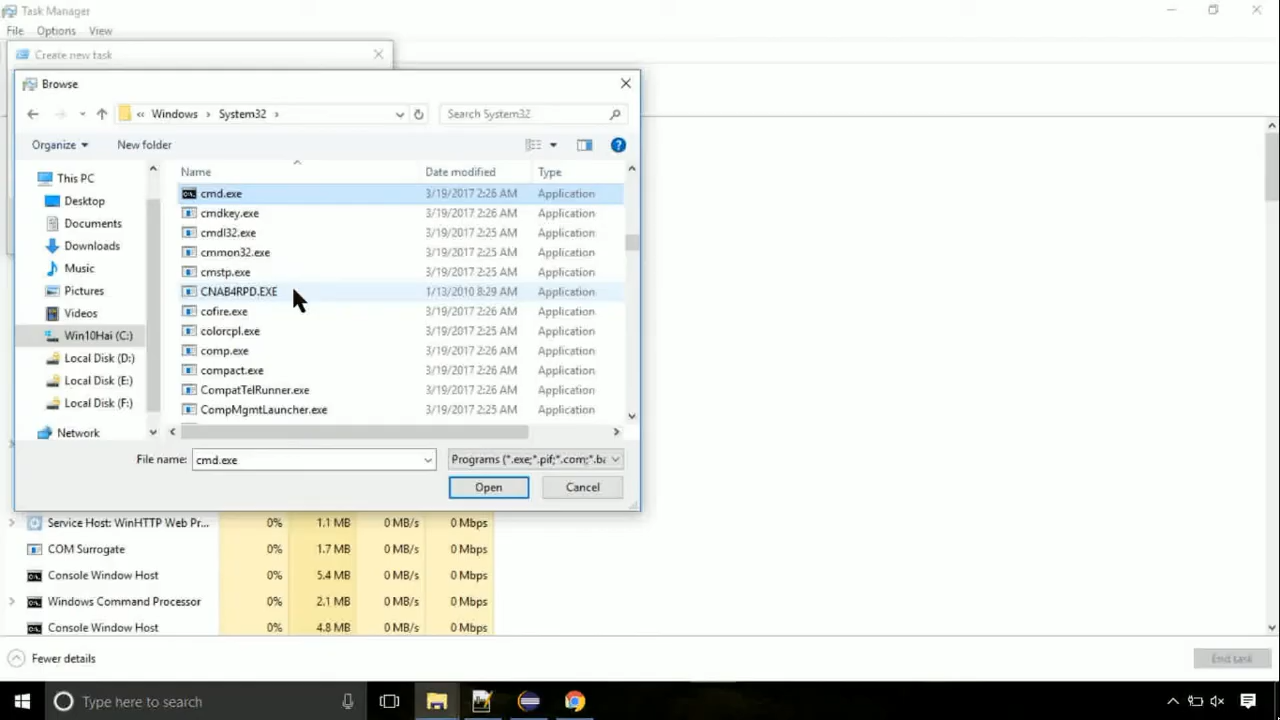 Task Manager
File Options View
Create new task
Browse
« Windows › System32 ›
Search System32
Organize
New folder
Name Date modified Type
This PC
Desktop
Documents
Downloads
Music
Pictures
Videos
Win10Hai (C:)
Local Disk (D:)
Local Disk (E:)
Local Disk (F:)
Network
cmd.exe 3/19/2017 2:26 AM Application
cmdkey.exe 3/19/2017 2:26 AM Application
cmdl32.exe 3/19/2017 2:26 AM Application
cmmon32.exe 3/19/2017 2:26 AM Application
cmstp.exe 3/19/2017 2:25 AM Application
CNAB4RPD.EXE 1/13/2010 8:29 AM Application
cofire.exe 3/19/2017 2:26 AM Application
colorcpl.exe 3/19/2017 2:25 AM Application
comp.exe 3/19/2017 2:26 AM Application
compact.exe 3/19/2017 2:26 AM Application
CompatTelRunner.exe 3/19/2017 2:26 AM Application
CompMgmtLauncher.exe 3/19/2017 2:25 AM Application
File name: cmd.exe Programs (*.exe;*.pif;*.com;*.ba
Open Cancel
Service Host: WinHTTP Web Pr... 0% 1.1 MB 0 MB/s 0 Mbps
COM Surrogate 0% 1.7 MB 0 MB/s 0 Mbps
Console Window Host 0% 5.4 MB 0 MB/s 0 Mbps
Windows Command Processor 0% 2.1 MB 0 MB/s 0 Mbps
Console Window Host 0% 4.8 MB 0 MB/s 0 Mbps
Fewer details
End task
Type here to search